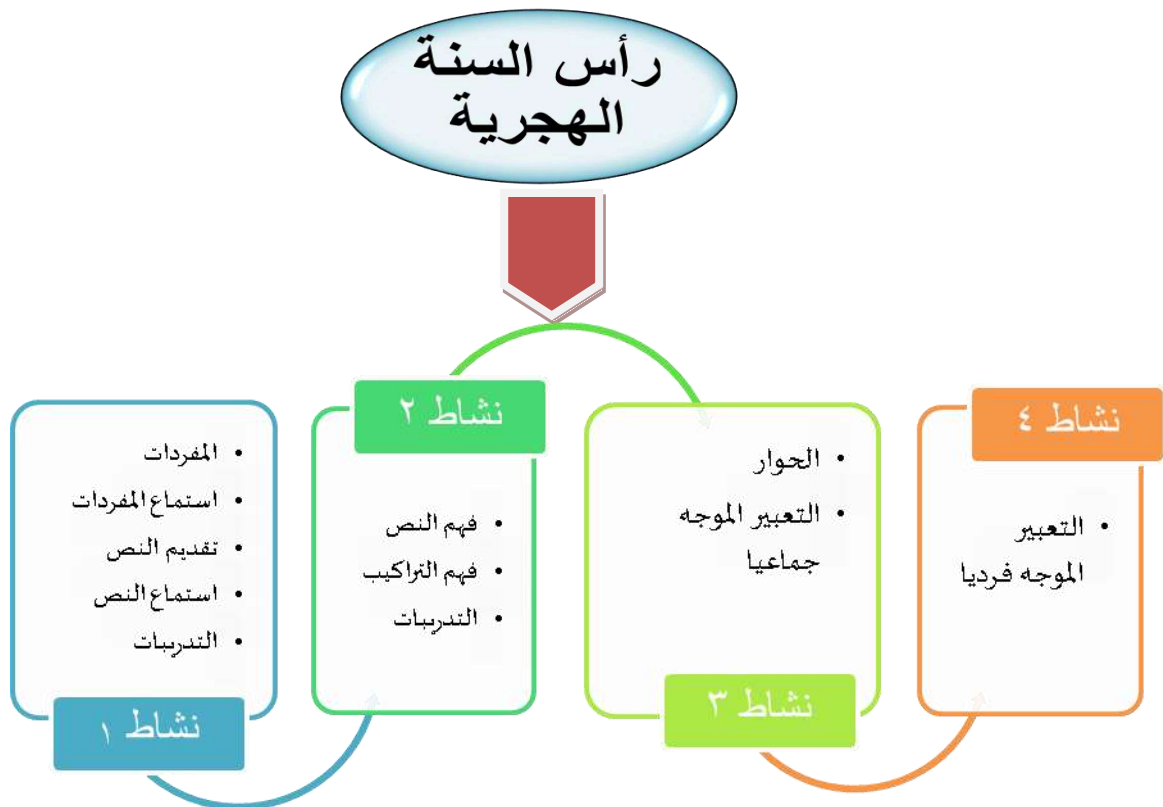 رأس السنة
الهجرية
نشاط ١
• المفردات
• استماع المفردات
• تقديم النص
• استماع النص
• التدريبات
نشاط ٢
• فهم النص
• فهم التراكيب
• التدريبات
نشاط ٣
• الحوار
• التعبير الموجه
جماعيا
نشاط ٤
• التعبير
الموجه فرديا